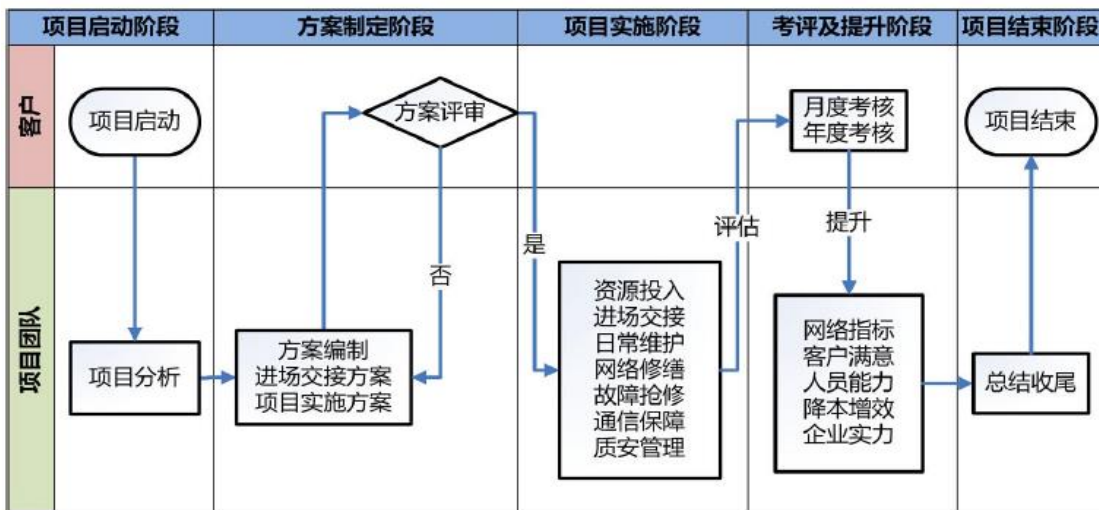 项目启动阶段
方案制定阶段
项目实施阶段
考评及提升阶段
项目结束阶段
客户
项目启动
方案评审
月度考核
年度考核
项目结束
项目团队
否
是
评估
提升
项目分析
方案编制
进场交接方案
项目实施方案
资源投入
进场交接
日常维护
网络修缮
故障抢修
通信保障
质安管理
网络指标
客户满意
人员能力
降本增效
企业实力
总结收尾